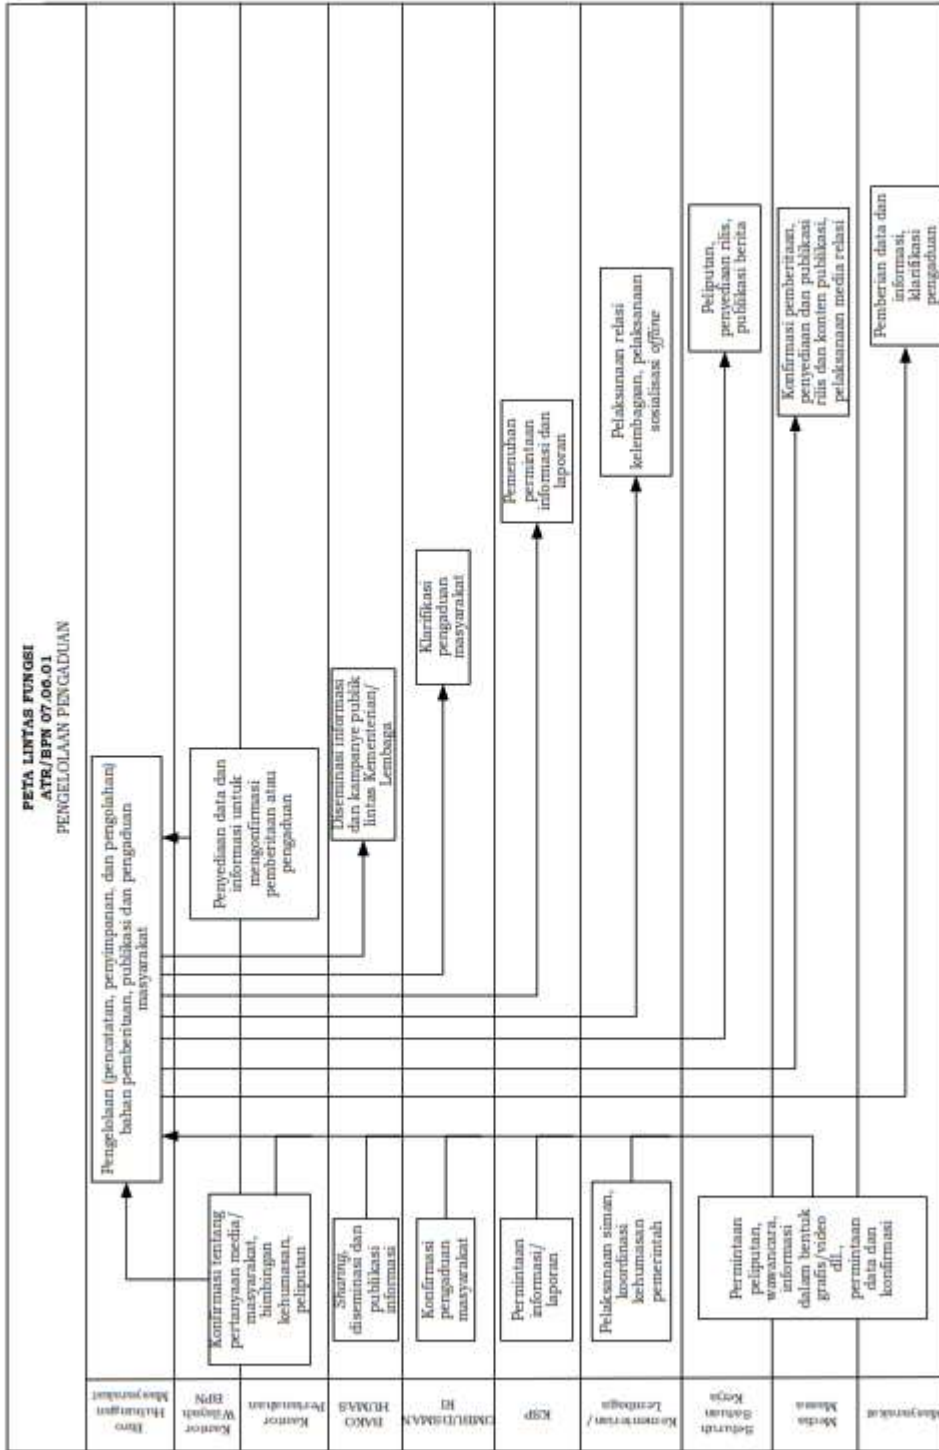 PETA LINTAS FUNGSI
ATR/BPN 07.06.01
PENGELOLAAN PENGADUAN
Biro
Hubungan
Masyarakat
Pengelolaan (pencatatan, penyimpanan, dan pengolahan)
bahan pemberitaan, publikasi dan pengaduan
masyarakat
Kantor
Wilayah
BPN
Kantor
Pertanahan
Konfirmasi tentang
pertanyaan media/
masyarakat,
bimbingan
kehumasan,
peliputan
Penyediaan data dan
informasi untuk
mengonfirmasi
pemberitaan atau
pengaduan
BAKO
HUMAS
Sharing,
diseminasi dan
publikasi
informasi
Diseminasi informasi
dan kampanye publik
lintas Kementerian/
Lembaga
OMBUDSMAN
RI
Konfirmasi
pengaduan
masyarakat
Klarifikasi
pengaduan
masyarakat
KSP
Permintaan
informasi/
laporan
Pemenuhan
permintaan
informasi dan
laporan
Kementerian /
Lembaga
Pelaksanaan siman,
koordinasi
kehumasan
pemerintah
Pelaksanaan relasi
kelembagaan, pelaksanaan
sosialisasi offline
Seluruh
Satuan
Kerja
Permintaan
peliputan,
wawancara,
informasi
dalam bentuk
grafis/video
dll.,
permintaan
data dan
konfirmasi
Peliputan,
penyediaan rilis,
publikasi berita
Media
Massa
Konfirmasi pemberitaan,
penyediaan dan publikasi
rilis dan konten publikasi,
pelaksanaan media relasi
Masyarakat
Pemberian data dan
informasi,
klarifikasi
pengaduan